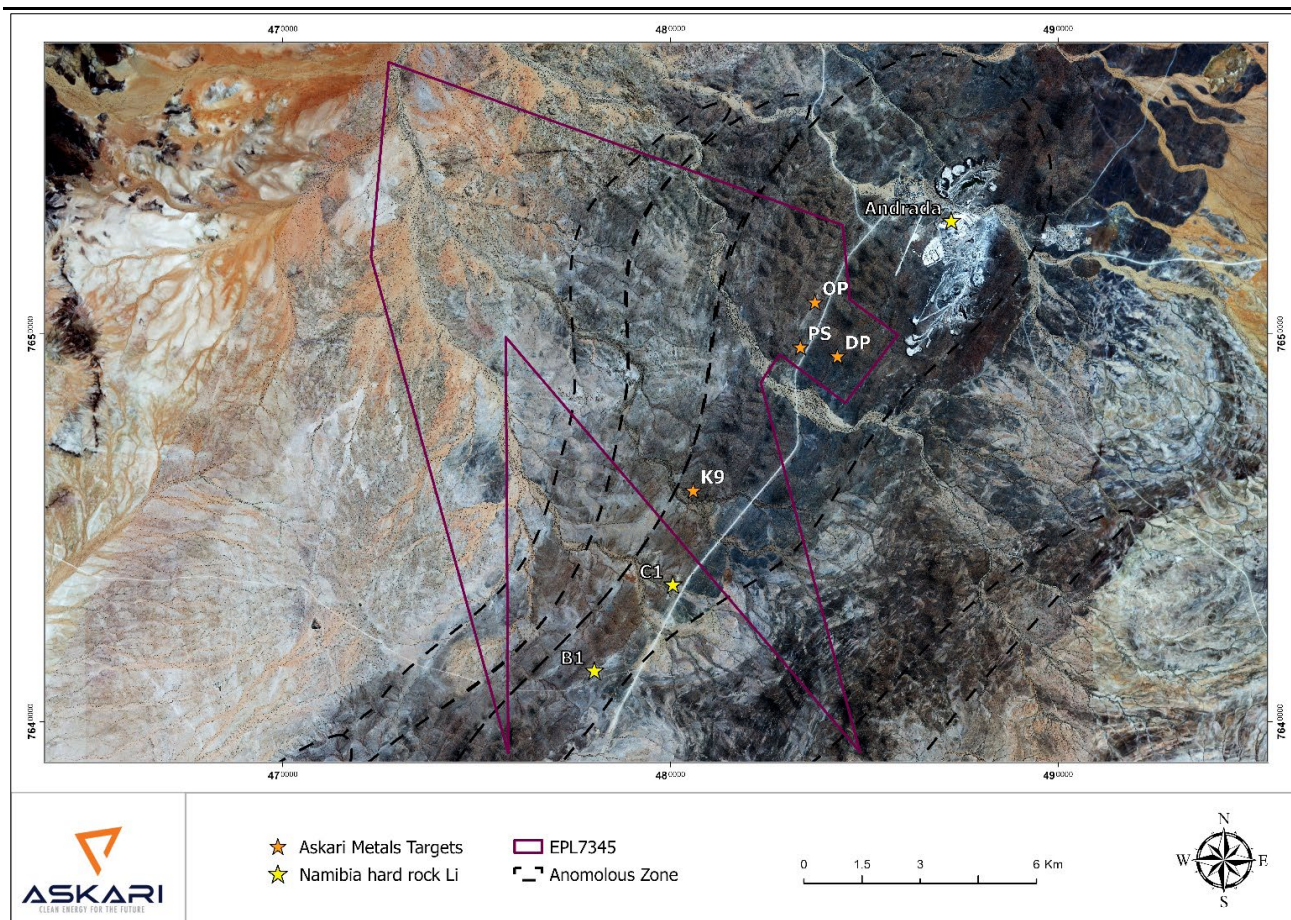 47⁰⁰⁰⁰ 48⁰⁰⁰⁰ 49⁰⁰⁰⁰
Andrada
OP
765⁰⁰⁰⁰ PS DP 765⁰⁰⁰⁰
K9
C1
B1
764⁰⁰⁰⁰ 764⁰⁰⁰⁰
47⁰⁰⁰⁰ 48⁰⁰⁰⁰ 49⁰⁰⁰⁰
ASKARI
CLEAN ENERGY FOR THE FUTURE
Askari Metals Targets
Namibia hard rock Li
EPL7345
Anomolous Zone
0 1.5 3 6 Km
N
W E
S